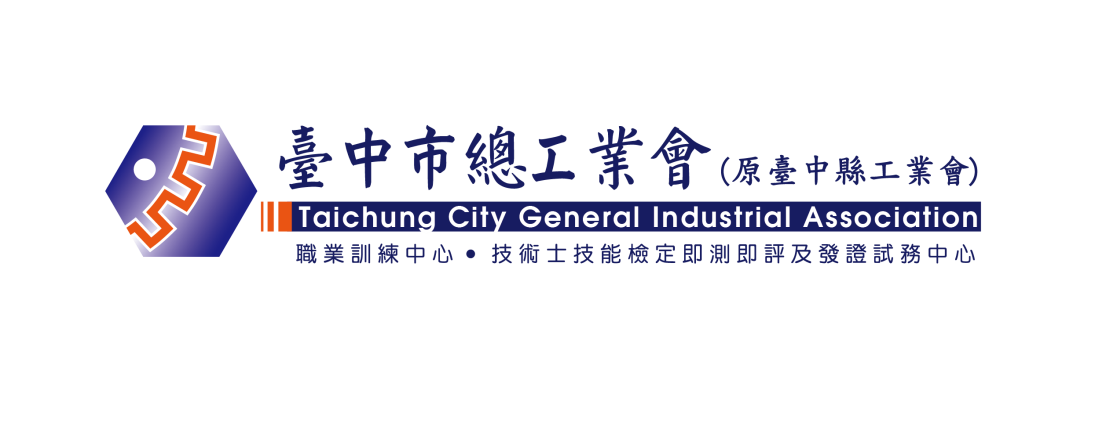 臺中市總工業會(原臺中縣工業會)
Taichung City General Industrial Association
職業訓練中心•技術士技能檢定即測即評及發證試務中心